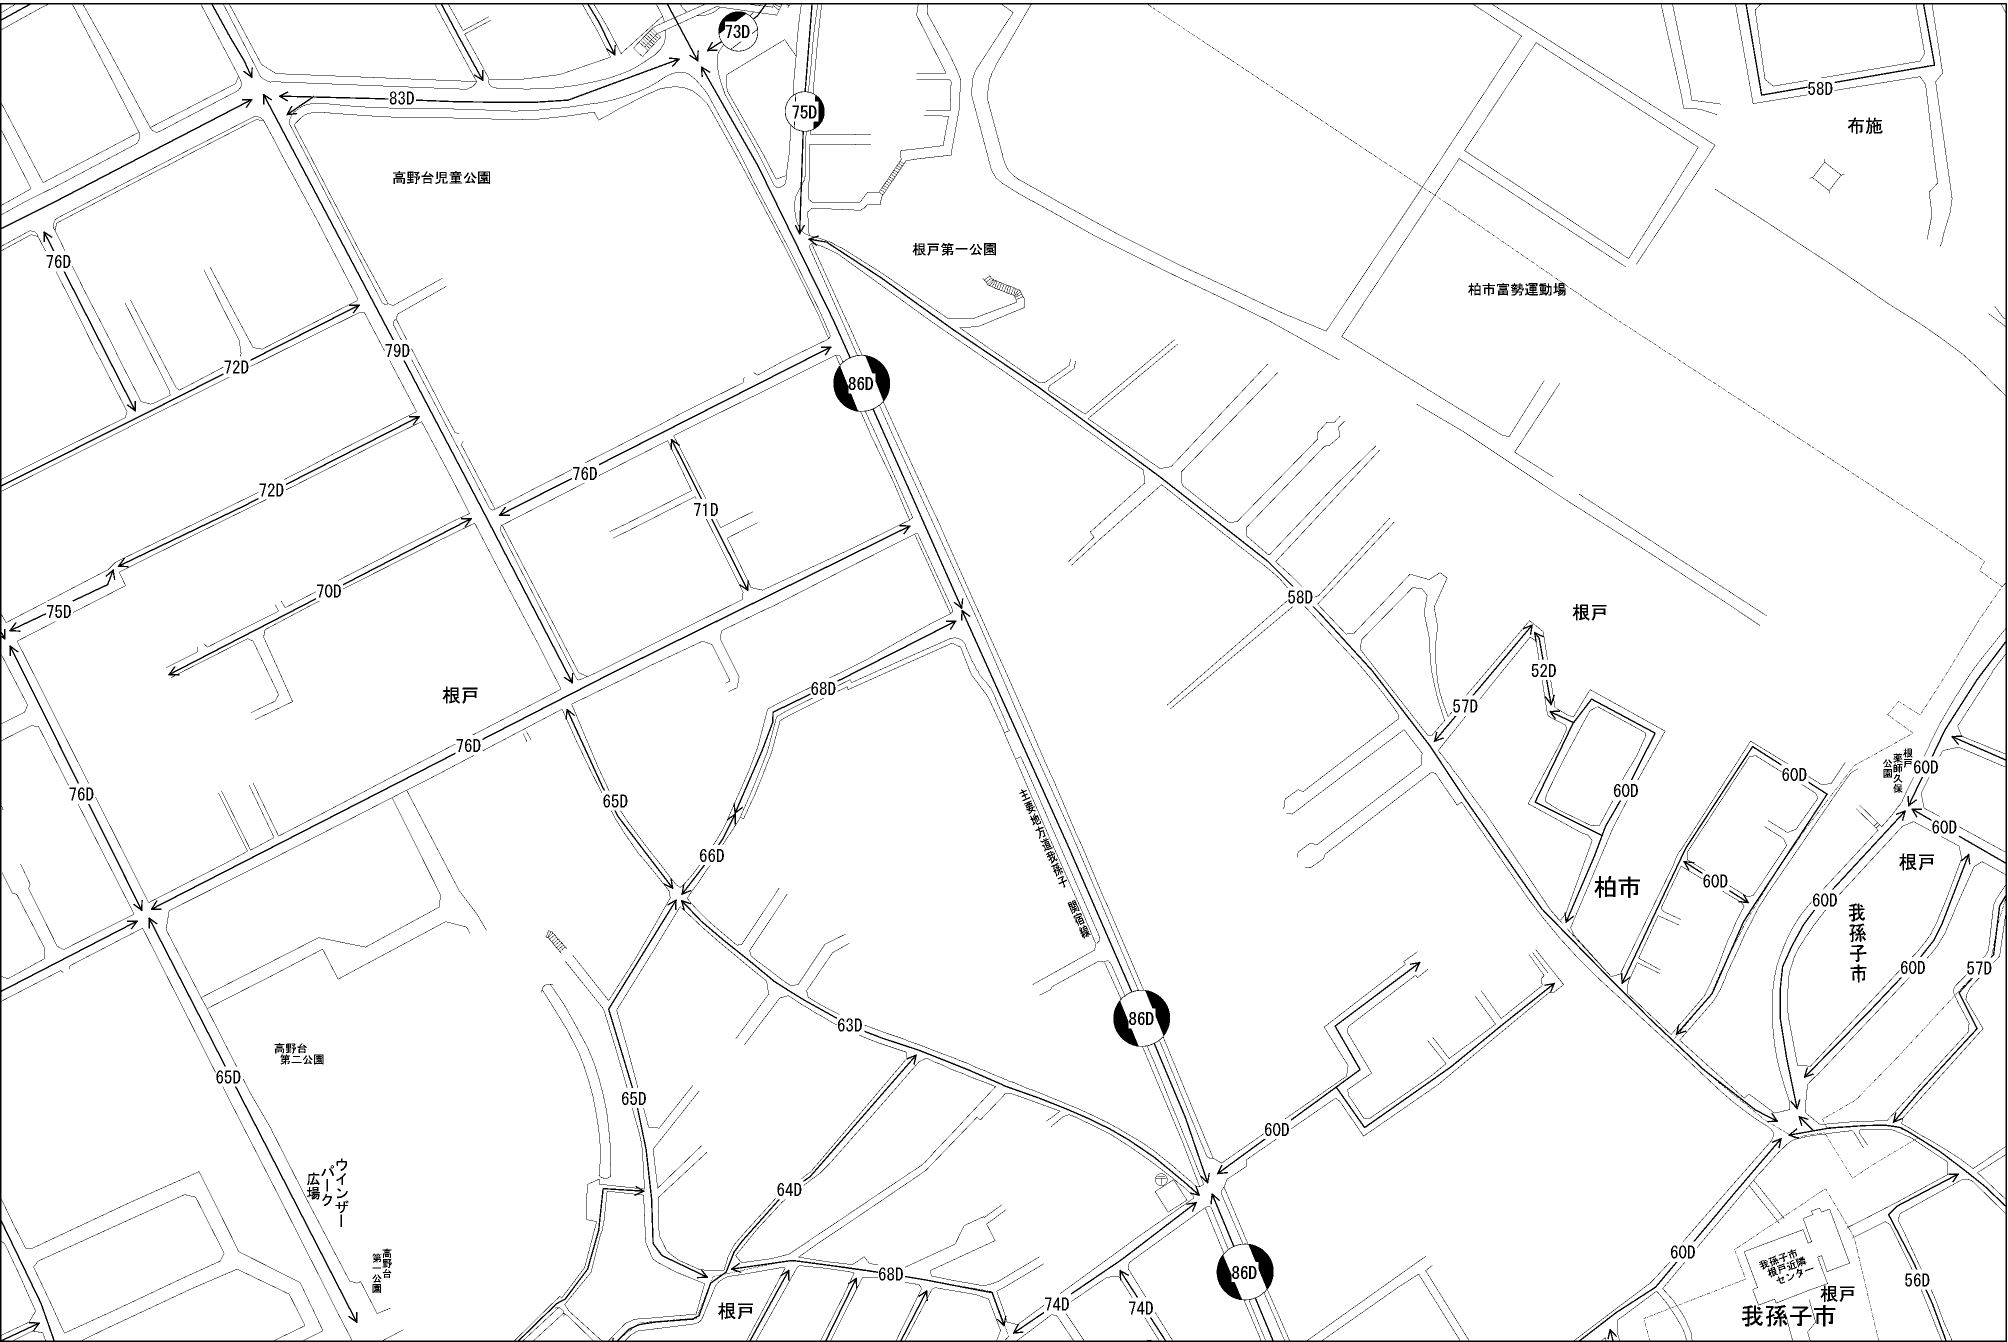 73D
58D
83D
75D
布施
高野台児童公園
根戸第一公園
76D
柏市富勢運動場
79D
72D
86D
76D
72D
71D
70D
58D
75D
根戸
52D
68D
根戸
57D
76D
60D
根戸
薬師久保
公園
60D
60D
76D
65D
主要地方道我孫子　関宿線
60D
66D
根戸
60D
柏市
60D
我孫子市
60D
57D
86D
63D
高野台
第二公園
65D
65D
60D
ウインザー
パーク
広場
64D
高野台
第一公園
60D
我孫子市
根戸近隣
センター
68D
86D
56D
根戸
74D
74D
根戸
我孫子市